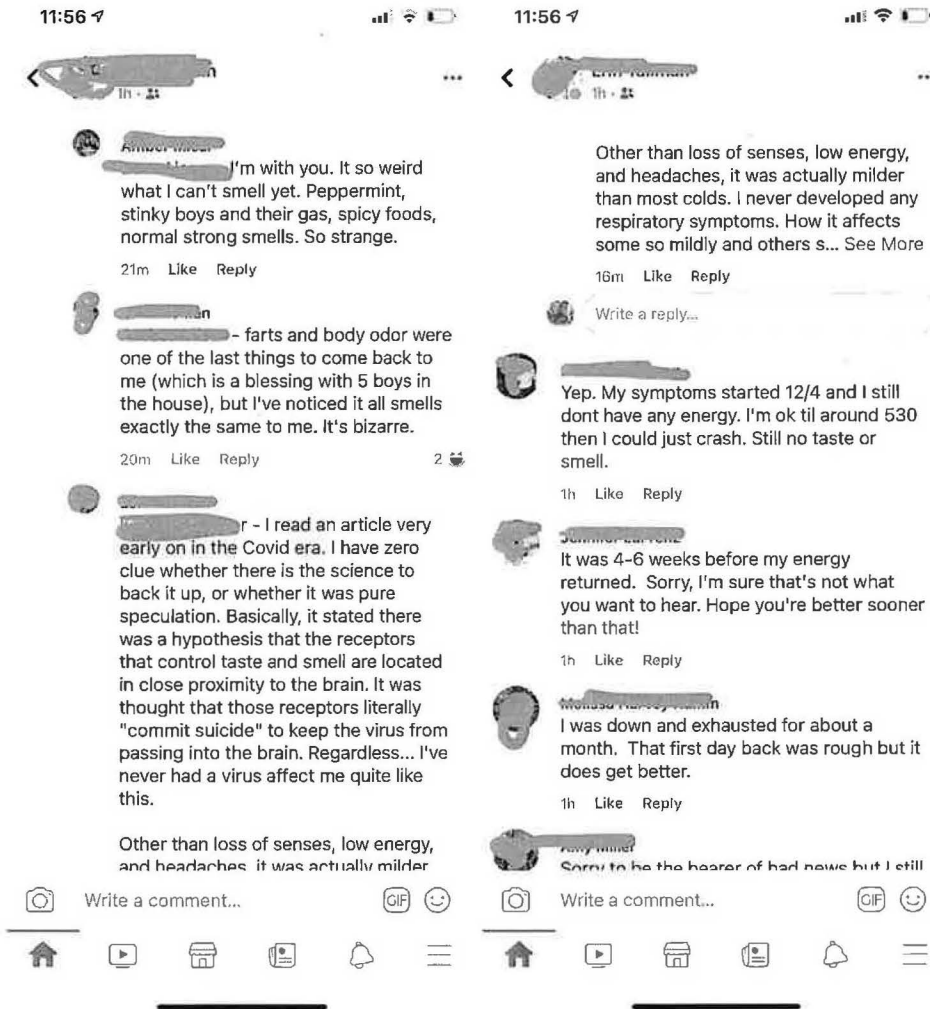 11:56
1h
I'm with you. It so weird
what I can't smell yet. Peppermint,
stinky boys and their gas, spicy foods,
normal strong smells. So strange.
21m Like Reply
- farts and body odor were
one of the last things to come back to
me (which is a blessing with 5 boys in
the house), but I've noticed it all smells
exactly the same to me. It's bizarre.
20m Like Reply 2
r - I read an article very
early on in the Covid era. I have zero
clue whether there is the science to
back it up, or whether it was pure
speculation. Basically, it stated there
was a hypothesis that the receptors
that control taste and smell are located
in close proximity to the brain. It was
thought that those receptors literally
"commit suicide" to keep the virus from
passing into the brain. Regardless... I've
never had a virus affect me quite like
this.
Other than loss of senses, low energy,
and headaches, it was actually milder
Write a comment...
GIF
11:56
1h
Other than loss of senses, low energy,
and headaches, it was actually milder
than most colds. I never developed any
respiratory symptoms. How it affects
some so mildly and others s... See More
16m Like Reply
Write a reply...
Yep. My symptoms started 12/4 and I still
dont have any energy. I'm ok til around 530
then I could just crash. Still no taste or
smell.
1h Like Reply
It was 4-6 weeks before my energy
returned. Sorry, I'm sure that's not what
you want to hear. Hope you're better sooner
than that!
1h Like Reply
I was down and exhausted for about a
month. That first day back was rough but it
does get better.
1h Like Reply
Sorry to be the bearer of bad news but I still
Write a comment...
GIF